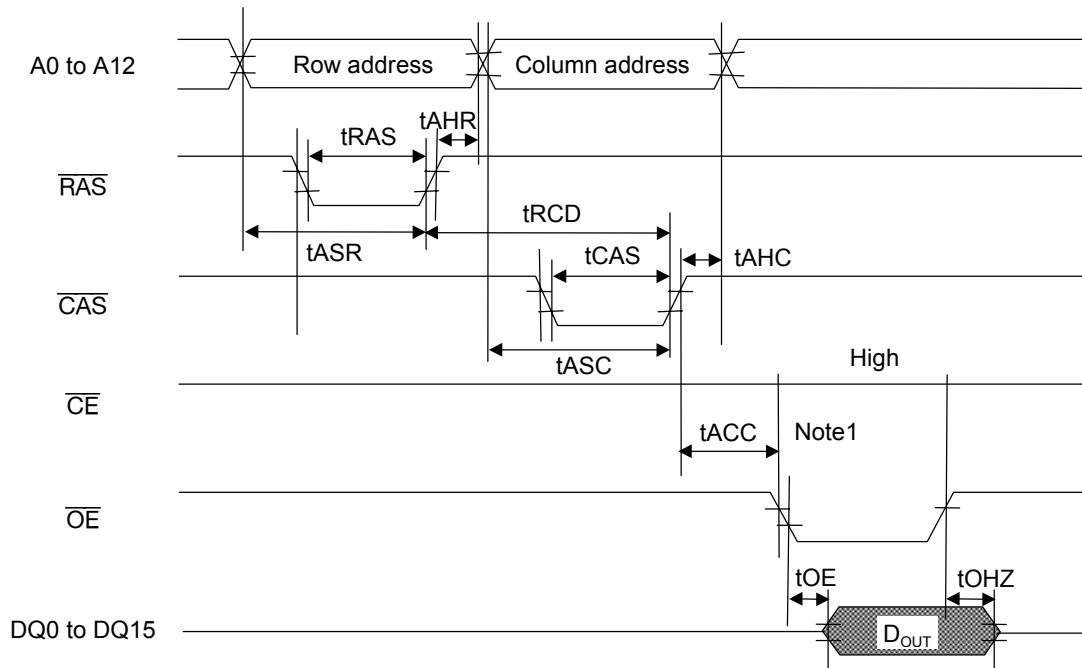 A0 to A12
Row address
Column address
tAHR
tRAS
RAS
tRCD
tASR
tCAS
tAHC
CAS
tASC
High
CE
tACC
Note1
OE
tOE
tOHZ
DQ0 to DQ15
DOUT